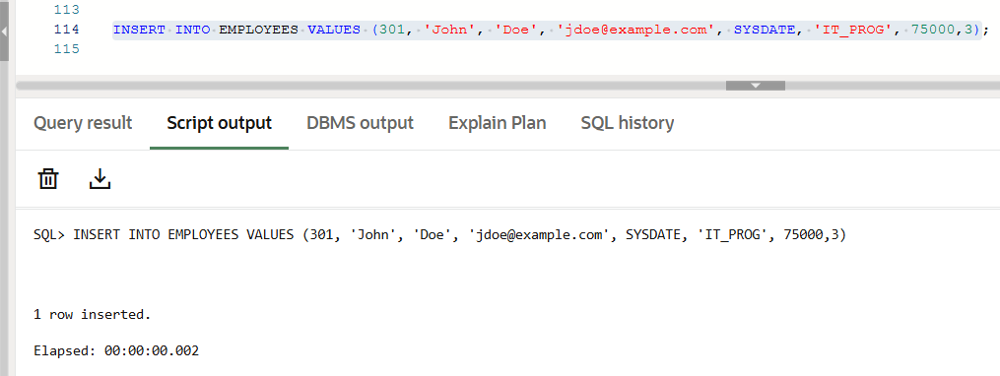 113
114 INSERT INTO EMPLOYEES VALUES (301, 'John', 'Doe', 'jdoe@example.com', SYSDATE, 'IT_PROG', 75000,3);
115
Query result Script output DBMS output Explain Plan SQL history
SQL> INSERT INTO EMPLOYEES VALUES (301, 'John', 'Doe', 'jdoe@example.com', SYSDATE, 'IT_PROG', 75000,3)
1 row inserted.
Elapsed: 00:00:00.002